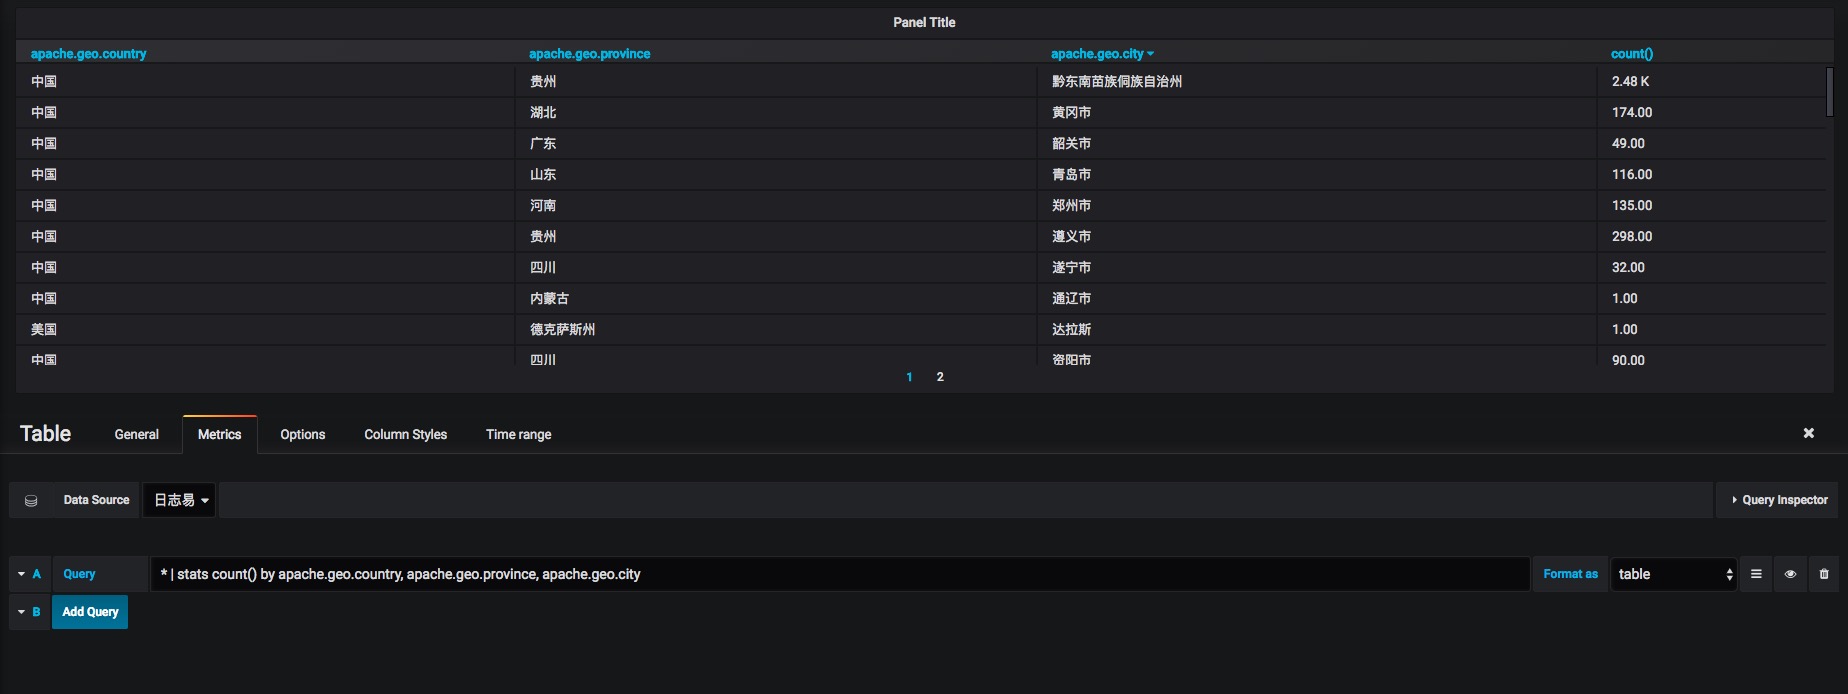 Panel Title
apache.geo.country apache.geo.province apache.geo.city count()
中国 贵州 黔东南苗族侗族自治州 2.48 K
中国 湖北 黄冈市 174.00
中国 广东 韶关市 49.00
中国 山东 青岛市 116.00
中国 河南 郑州市 135.00
中国 贵州 遵义市 298.00
中国 四川 遂宁市 32.00
中国 内蒙古 通辽市 1.00
美国 德克萨斯州 达拉斯 1.00
中国 四川 资阳市 90.00
1 2
Table General Metrics Options Column Styles Time range
Data Source 日志易 Query Inspector
A Query * | stats count() by apache.geo.country, apache.geo.province, apache.geo.city Format as table
B Add Query